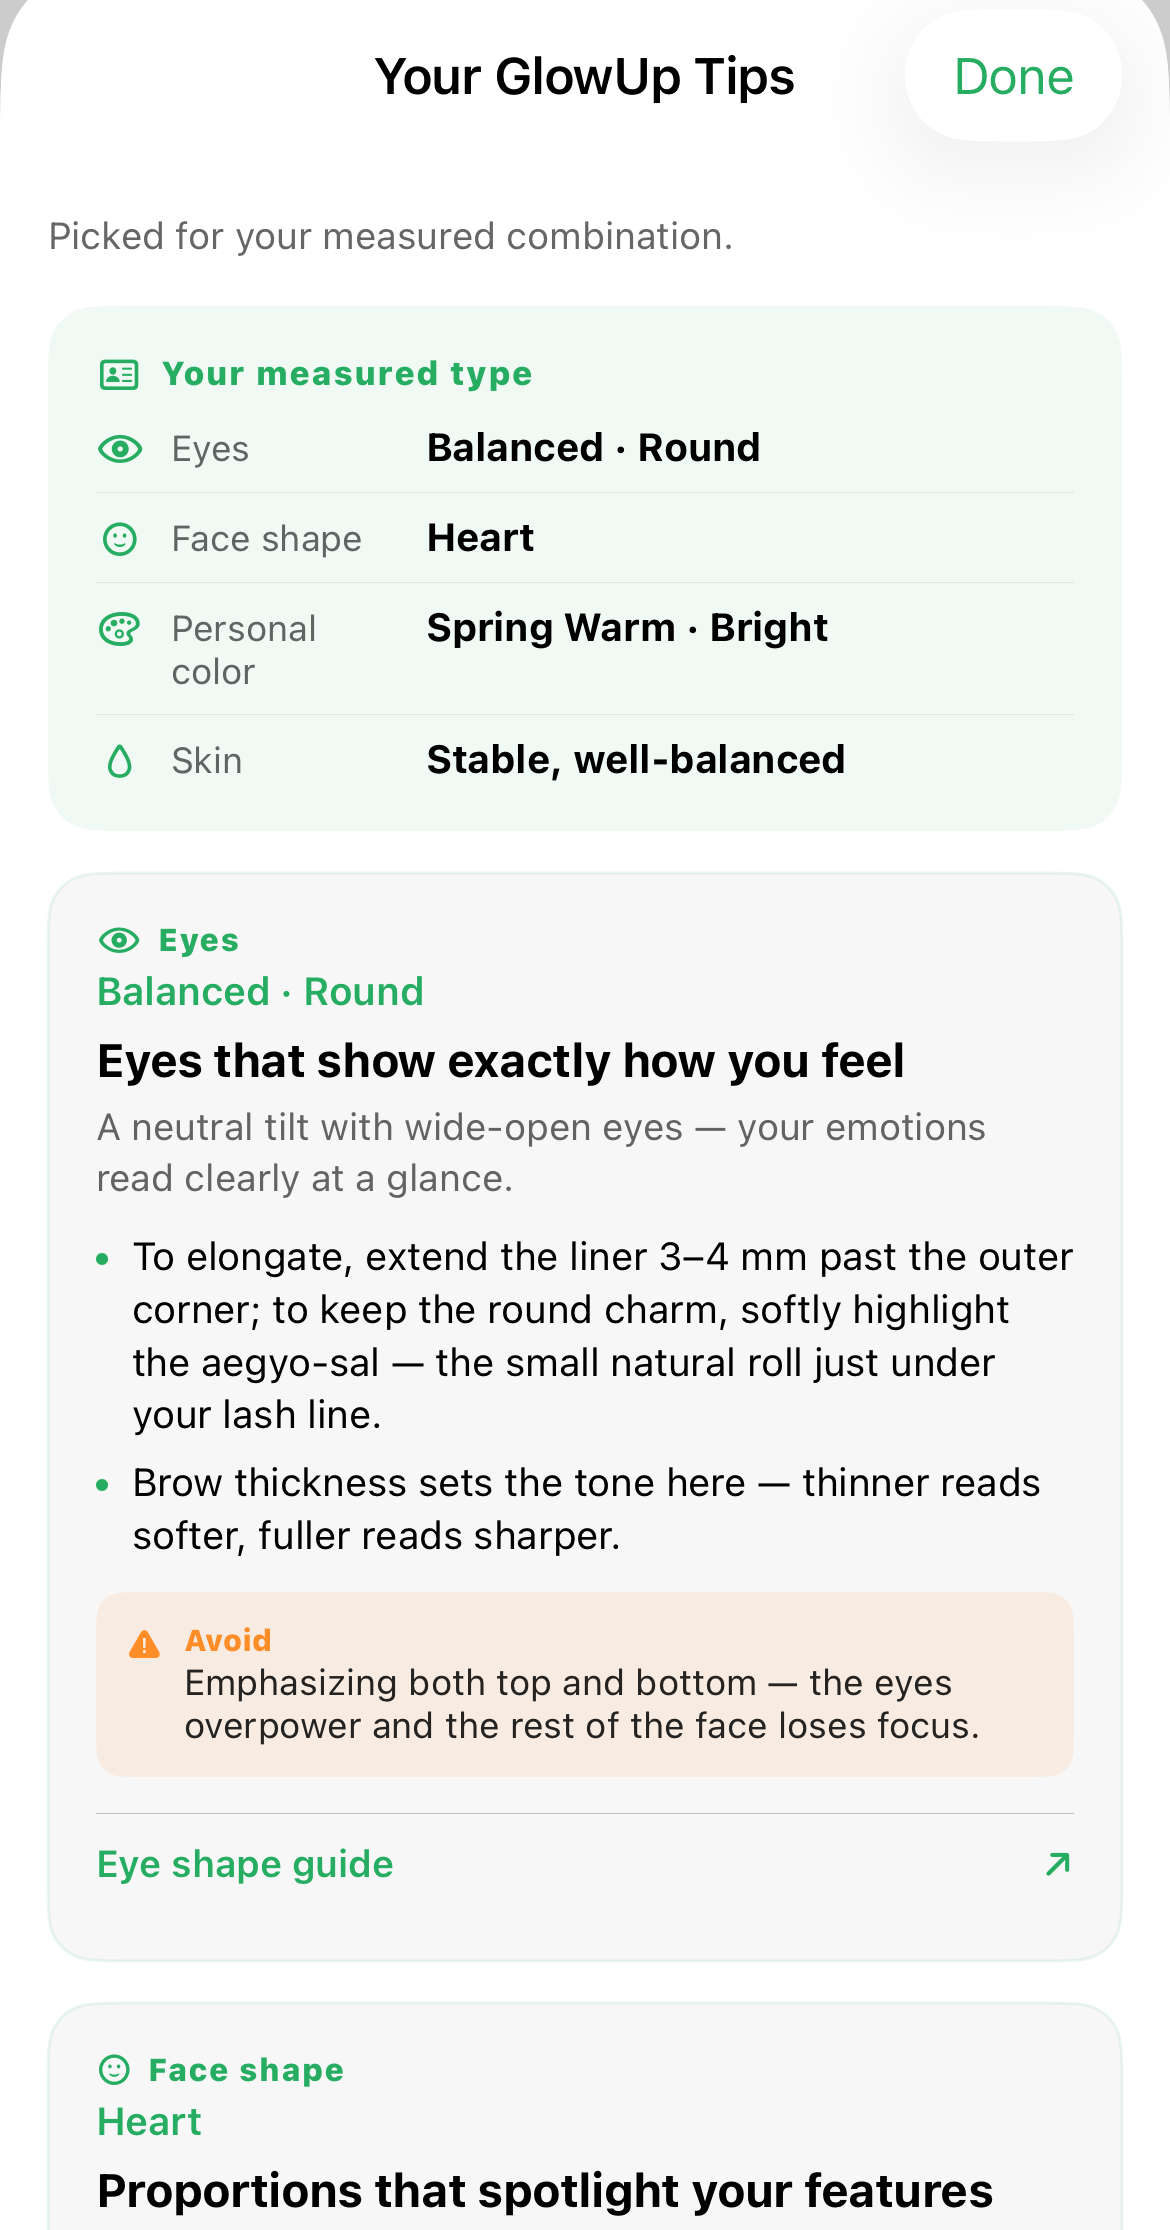 Your GlowUp Tips
Done
Picked for your measured combination.
Your measured type
Eyes
Balanced · Round
Face shape
Heart
Personal
color
Spring Warm · Bright
Skin
Stable, well-balanced
Eyes
Balanced · Round
Eyes that show exactly how you feel
A neutral tilt with wide-open eyes — your emotions
read clearly at a glance.
• To elongate, extend the liner 3–4 mm past the outer
corner; to keep the round charm, softly highlight
the aegyo-sal — the small natural roll just under
your lash line.
• Brow thickness sets the tone here — thinner reads
softer, fuller reads sharper.
Avoid
Emphasizing both top and bottom — the eyes
overpower and the rest of the face loses focus.
Eye shape guide
Face shape
Heart
Proportions that spotlight your features